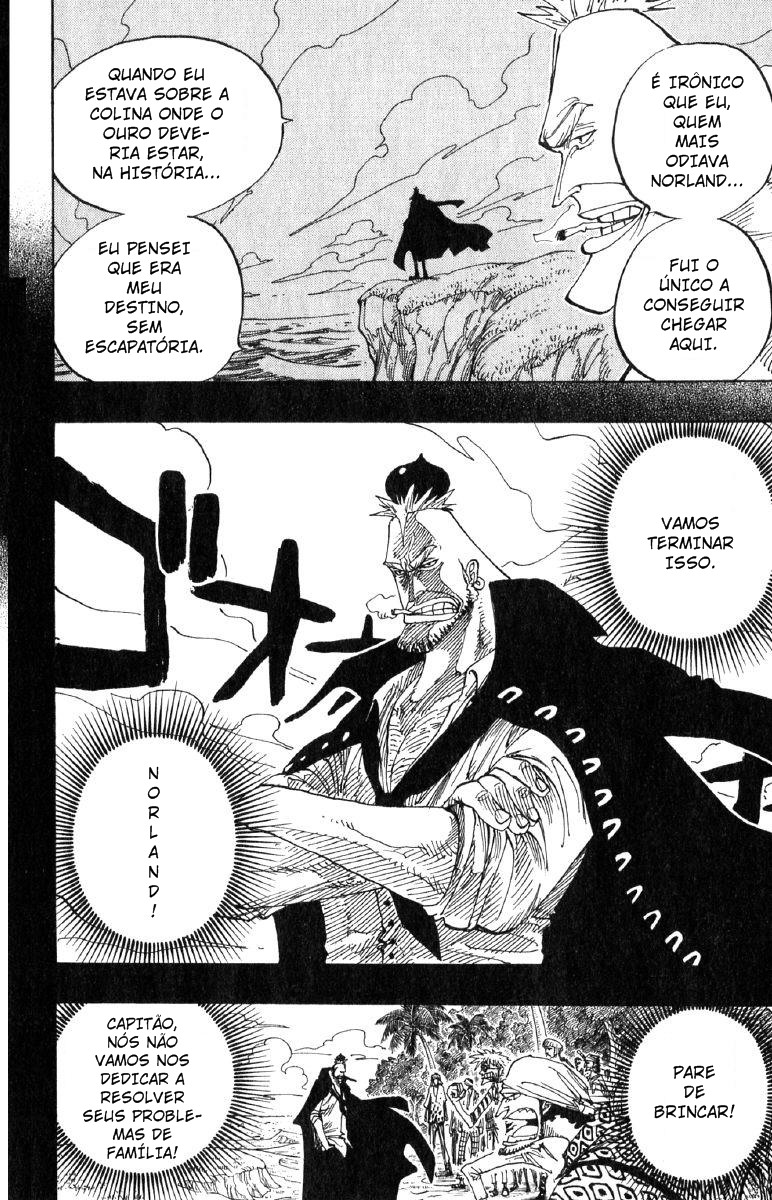 É IRÔNICO
QUE EU,
QUEM
MAIS
ODIAVA
NORLAND...
FUI O
ÚNICO A
CONSEGUIR
CHEGAR
AQUI.
QUANDO EU
ESTAVA SOBRE A
COLINA ONDE O
OURO DEVE-
RIA ESTAR,
NA HISTÓRIA...
EU PENSEI
QUE ERA
MEU
DESTINO,
SEM
ESCAPATÓRIA.
VAMOS
TERMINAR
ISSO.
ゴオオオ
N
O
R
L
A
N
D
!
PARE
DE
BRINCAR!
CAPITÃO,
NÓS NÃO
VAMOS NOS
DEDICAR A
RESOLVER
SEUS PROBLE-
MAS DE
FAMÍLIA!